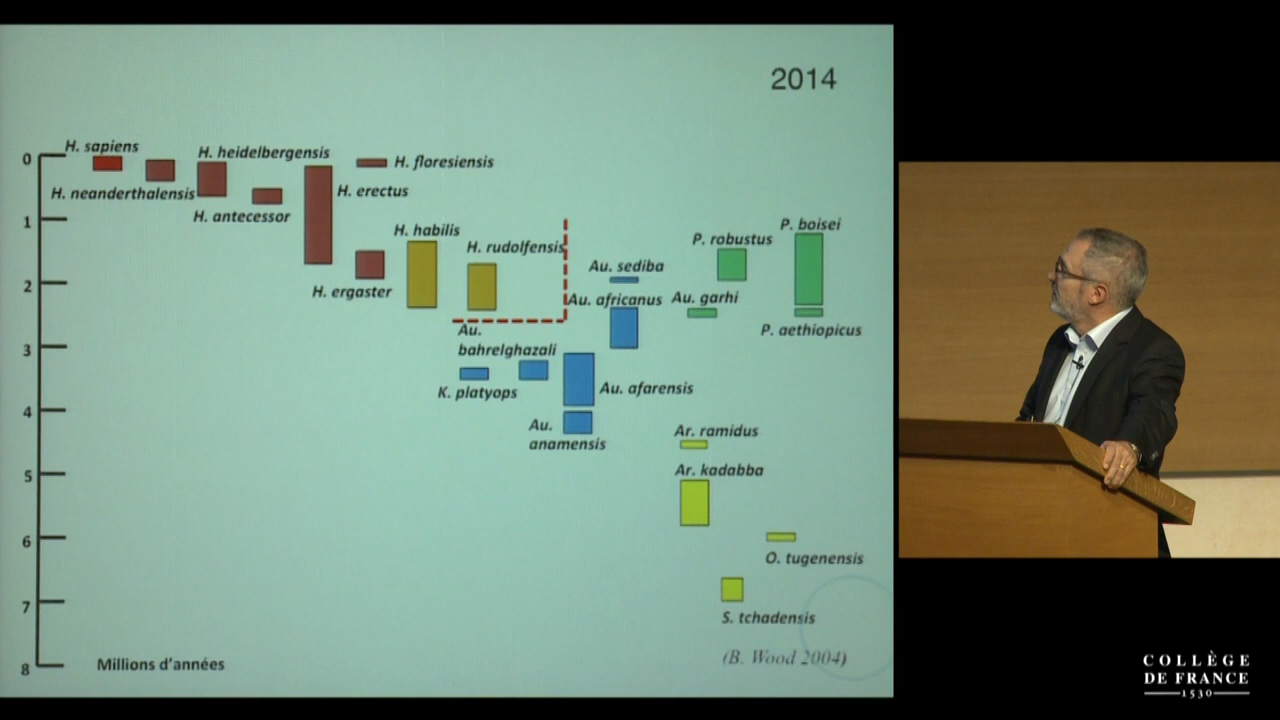 2014
H. sapiens
0
H. heidelbergensis
H. floresiensis
H. neanderthalensis
H. erectus
H. antecessor
1
H. habilis
P. boisei
H. rudolfensis
P. robustus
Au. sediba
2
H. ergaster
Au. africanus
Au. garhi
Au.
bahrelghazali
P. aethiopicus
3
K. platyops
Au. afarensis
4
Au.
anamensis
Ar. ramidus
5
Ar. kadabba
6
O. tugenensis
7
S. tchadensis
8
Millions d'années
(B. Wood 2004)
COLLÈGE
DE FRANCE
1530